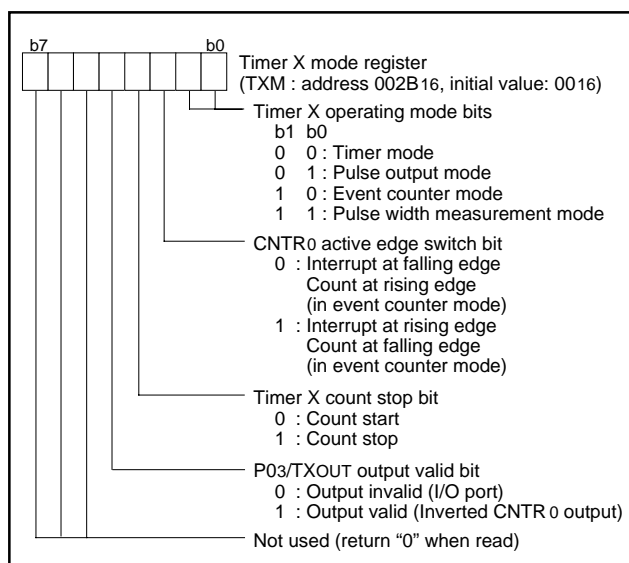 b7 b0
Timer X mode register
(TXM : address 002B16, initial value: 0016)
Timer X operating mode bits
b1 b0
0 0 : Timer mode
0 1 : Pulse output mode
1 0 : Event counter mode
1 1 : Pulse width measurement mode
CNTR0 active edge switch bit
0 : Interrupt at falling edge
Count at rising edge
(in event counter mode)
1 : Interrupt at rising edge
Count at falling edge
(in event counter mode)
Timer X count stop bit
0 : Count start
1 : Count stop
P03/TXOUT output valid bit
0 : Output invalid (I/O port)
1 : Output valid (Inverted CNTR0 output)
Not used (return “0” when read)